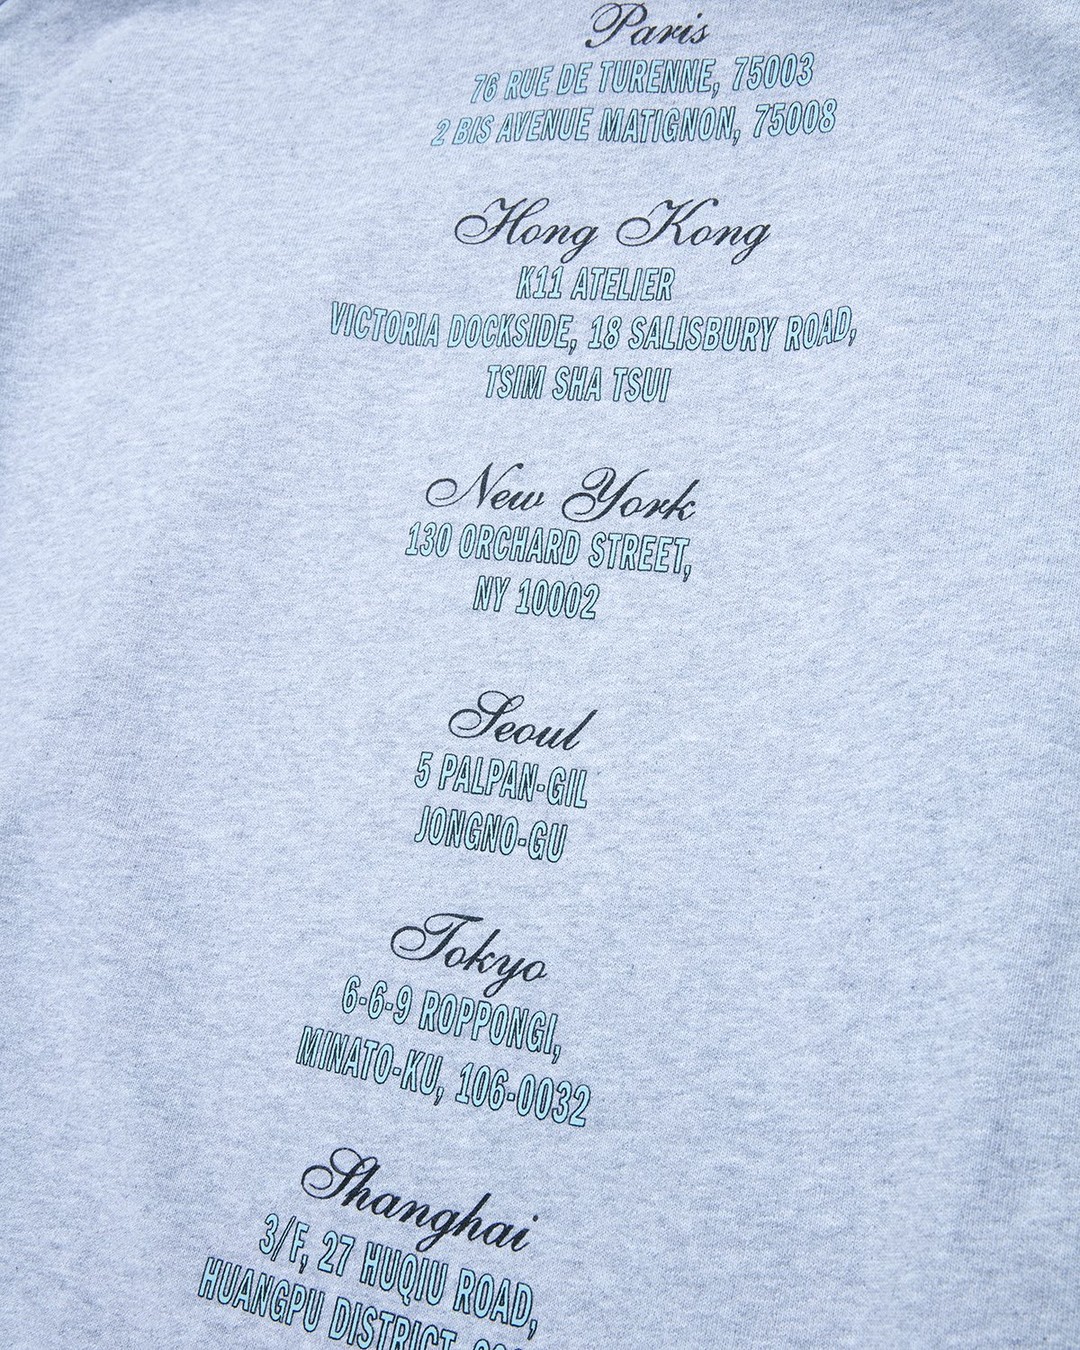 Paris
76 RUE DE TURENNE, 75003
2 BIS AVENUE MATIGNON, 75008
Hong Kong
K11 ATELIER
VICTORIA DOCKSIDE, 18 SALISBURY ROAD,
TSIM SHA TSUI
New York
130 ORCHARD STREET,
NY 10002
Seoul
5 PALPAN-GIL
JONGNO-GU
Tokyo
6-6-9 ROPPONGI,
MINATO-KU, 106-0032
Shanghai
3/F, 27 HUQIU ROAD,
HUANGPU DISTRICT,